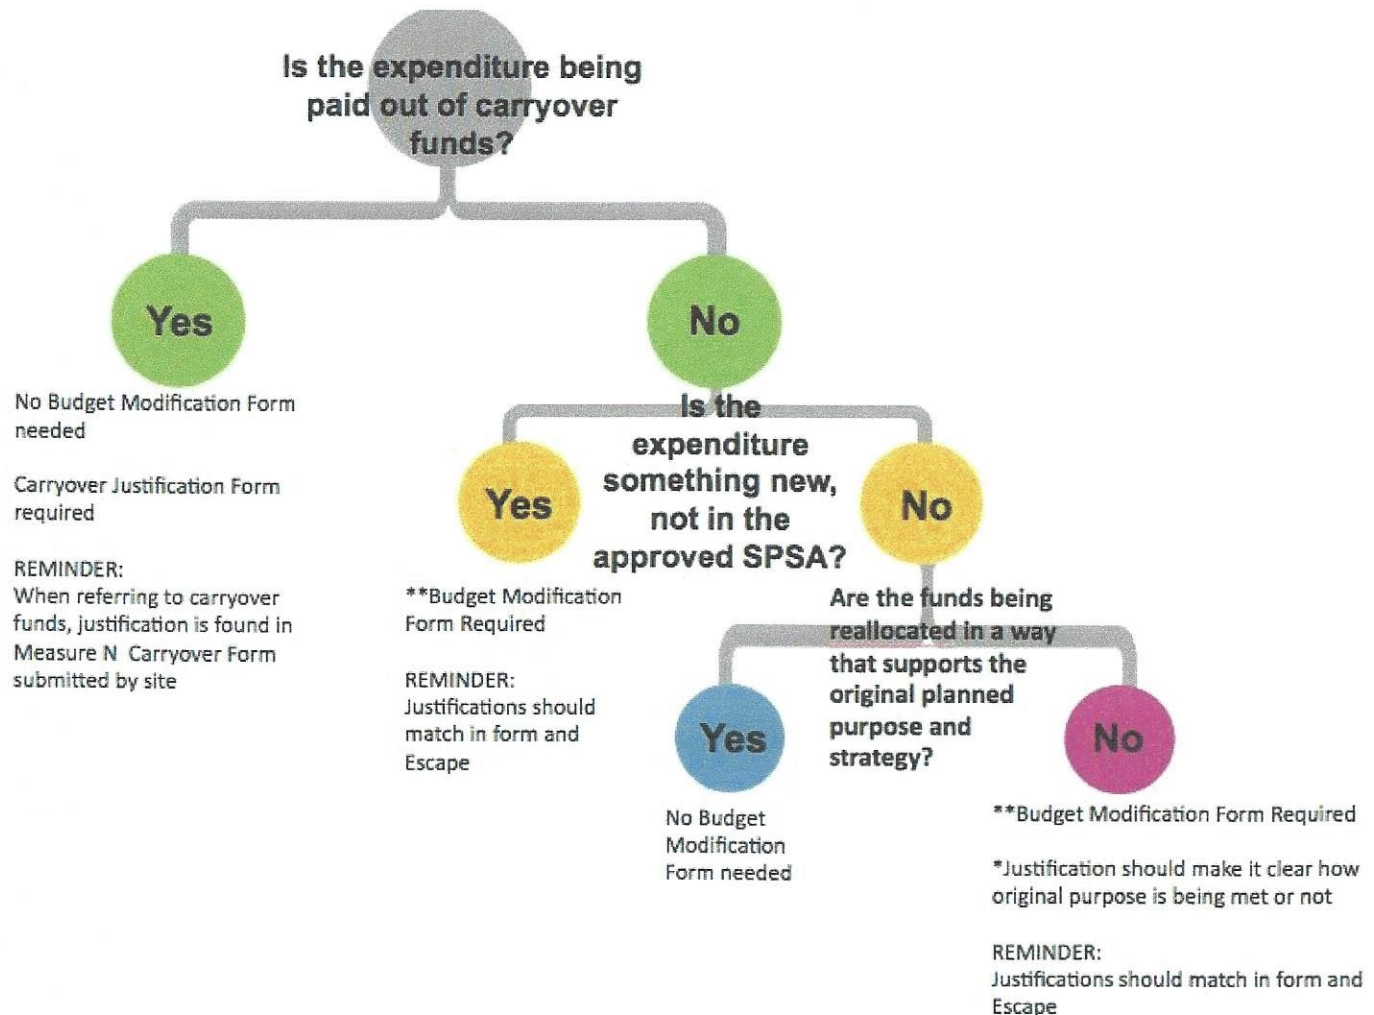 Is the expenditure being
paid out of carryover
funds?
Yes
No
No Budget Modification Form
needed
Carryover Justification Form
required
REMINDER:
When referring to carryover
funds, justification is found in
Measure N Carryover Form
submitted by site
Is the
expenditure
something new,
not in the
approved SPSA?
Yes
No
**Budget Modification
Form Required
REMINDER:
Justifications should
match in form and
Escape
Are the funds being
reallocated in a way
that supports the
original planned
purpose and
strategy?
Yes
No
No Budget
Modification
Form needed
**Budget Modification Form Required
*Justification should make it clear how
original purpose is being met or not
REMINDER:
Justifications should match in form and
Escape